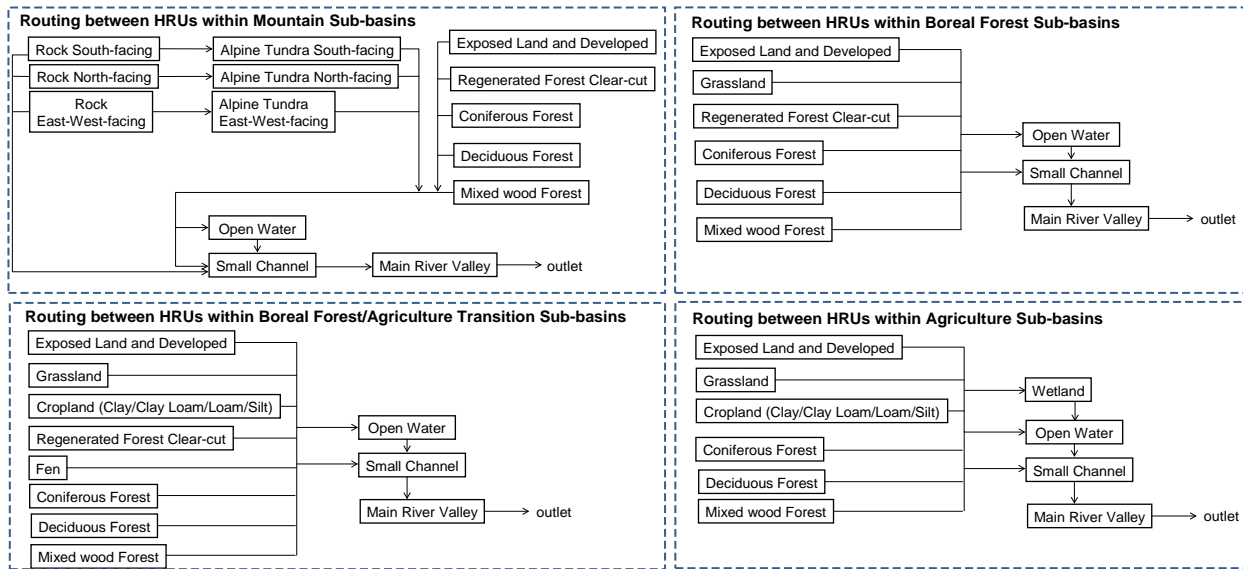 Routing between HRUs within Mountain Sub-basins
Rock South-facing
Alpine Tundra South-facing
Rock North-facing
Alpine Tundra North-facing
Rock
East-West-facing
Alpine Tundra
East-West-facing
Exposed Land and Developed
Regenerated Forest Clear-cut
Coniferous Forest
Deciduous Forest
Mixed wood Forest
Open Water
Small Channel
Main River Valley
outlet
Routing between HRUs within Boreal Forest Sub-basins
Exposed Land and Developed
Grassland
Regenerated Forest Clear-cut
Coniferous Forest
Deciduous Forest
Mixed wood Forest
Open Water
Small Channel
Main River Valley
outlet
Routing between HRUs within Boreal Forest/Agriculture Transition Sub-basins
Exposed Land and Developed
Grassland
Cropland (Clay/Clay Loam/Loam/Silt)
Regenerated Forest Clear-cut
Fen
Coniferous Forest
Deciduous Forest
Mixed wood Forest
Open Water
Small Channel
Main River Valley
outlet
Routing between HRUs within Agriculture Sub-basins
Exposed Land and Developed
Grassland
Cropland (Clay/Clay Loam/Loam/Silt)
Coniferous Forest
Deciduous Forest
Mixed wood Forest
Wetland
Open Water
Small Channel
Main River Valley
outlet